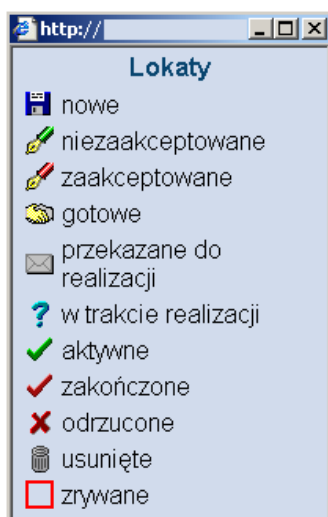 http://
Lokaty
nowe
niezaakceptowane
zaakceptowane
gotowe
przekazane do
realizacji
w trakcie realizacji
aktywne
zakończone
odrzucone
usunięte
zrywane